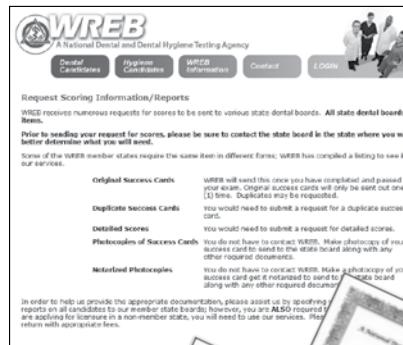 WREB
A National Dental and Dental Hygiene Testing Agency
Dental Candidates
Hygiene Candidates
WREB Information
Contact
LOGIN
Request Scoring Information/Reports
WREB receives numerous requests for scores to be sent to various state dental boards. All state dental boards
items.
Prior to sending your request for scores, please be sure to contact the state board in the state where you w
better determine what you will need.
Some of the WREB member states require the same item in different forms; WREB has compiled a listing to see i
our services.
Original Success Cards WREB will send this once you have completed and passed
your exam. Original success cards will only be sent out one
(1) time. Duplicates may be requested.
Duplicate Success Cards You would need to submit a request for a duplicate success
card.
Detailed Scores You would need to submit a request for detailed scores.
Photocopies of Success Cards You do not have to contact WREB. Make photocopy of you
success card to send to the state board along with any
other required documents.
Notarized Photocopies You do not have to contact WREB. Make a photocopy of yo
success card get it notarized to send to state board
along with any other required
In order to help us provide the appropriate documentation, please assist us by specifying
reports on all candidates to our member state boards; however, you are ALSO required t
are applying for licensure in a non-member state, you will need to use our services.
return with appropriate fees.